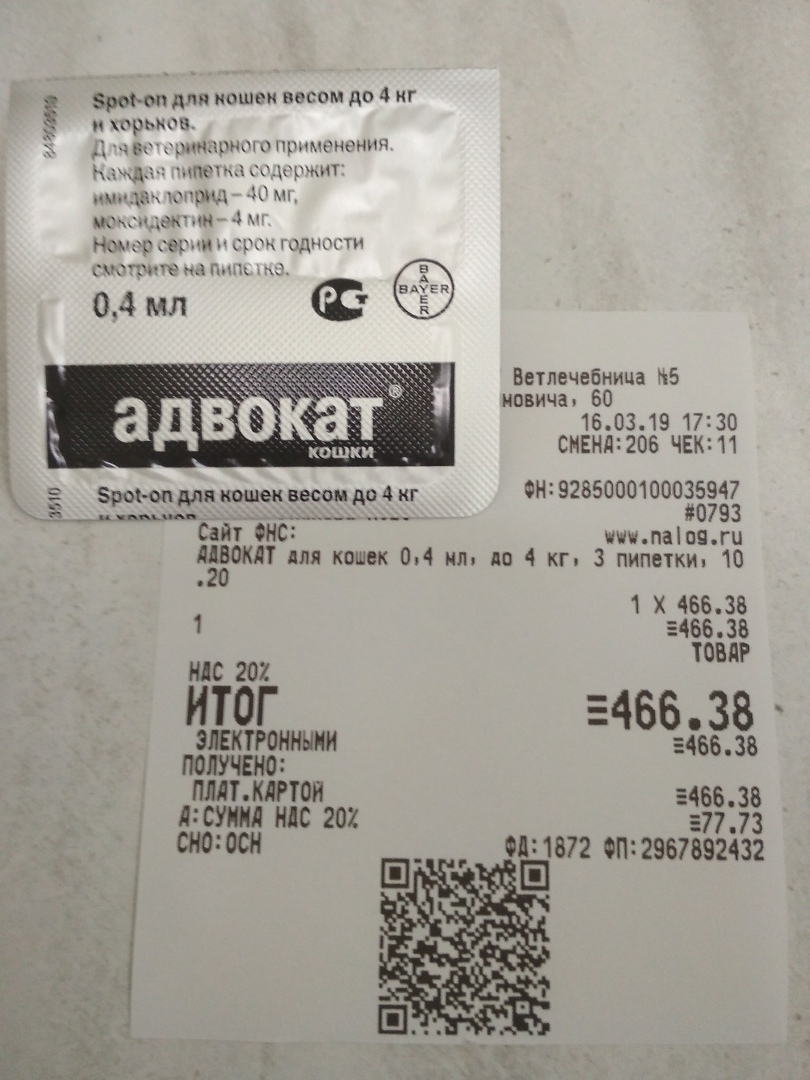 84803510
Spot-on для кошек весом до 4 кг
и хорьков.
Для ветеринарного применения.
Каждая пипетка содержит:
имидаклоприд – 40 мг,
моксидектин – 4 мг.
Номер серии и срок годности
смотрите на пипетке.
0,4 мл
РСТ
BAYER
BAYER
адвокат®
кошки
3510
Spot-on для кошек весом до 4 кг
и хорьков
Ветлечебница №5
новича, 60
16.03.19 17:30
СМЕНА:206 ЧЕК:11
ФН:9285000100035947
#0793
Сайт ФНС: www.nalog.ru
АДВОКАТ для кошек 0,4 мл, до 4 кг, 3 пипетки, 10
.20
1 X 466.38
1 ≡466.38
ТОВАР
НДС 20%
ИТОГ ≡466.38
ЭЛЕКТРОННЫМИ ≡466.38
ПОЛУЧЕНО:
ПЛАТ.КАРТОЙ ≡466.38
А:СУММА НДС 20% ≡77.73
СНО:ОСН ФД:1872 ФП:2967892432